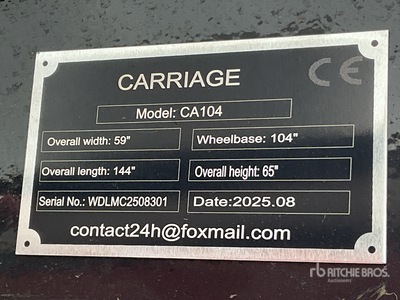 CARRIAGE CE
Model: CA104
Overall width: 59" Wheelbase: 104"
Overall length: 144" Overall height: 65"
Serial No.: WDLMC2508301 Date:2025.08
contact24h@foxmail.com
rb RITCHIE BROS.
Auctioneers